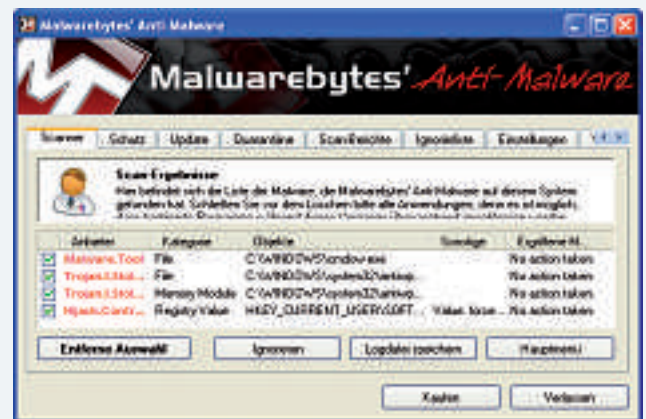 Malwarebytes' Anti Malware
Malwarebytes' Anti-Malware
Scanner Schutz Update Quarantäne Scan-Berichte Ignorierliste Einstellungen
Scan-Ergebnisse
Hier befindet sich die Liste der Malware, die Malwarebytes' Anti-Malware auf diesem System
gefunden hat. Schließen Sie vor dem Löschen bitte alle Anwendungen, denn es ist möglich,
Anbieter Kategorie Objekte Sonstige
Malware.Tool File C:\WINDOWS\ No action taken
File C:\WINDOWS\system32\ No action taken
Memory Module C:\WINDOWS\system32\ No action taken
Registry Value HKEY_CURRENT_USER\SOFT... No action taken
Entferne Auswahl Ignorieren Logdatei speichern Hauptmenü
Kaufen Verlassen